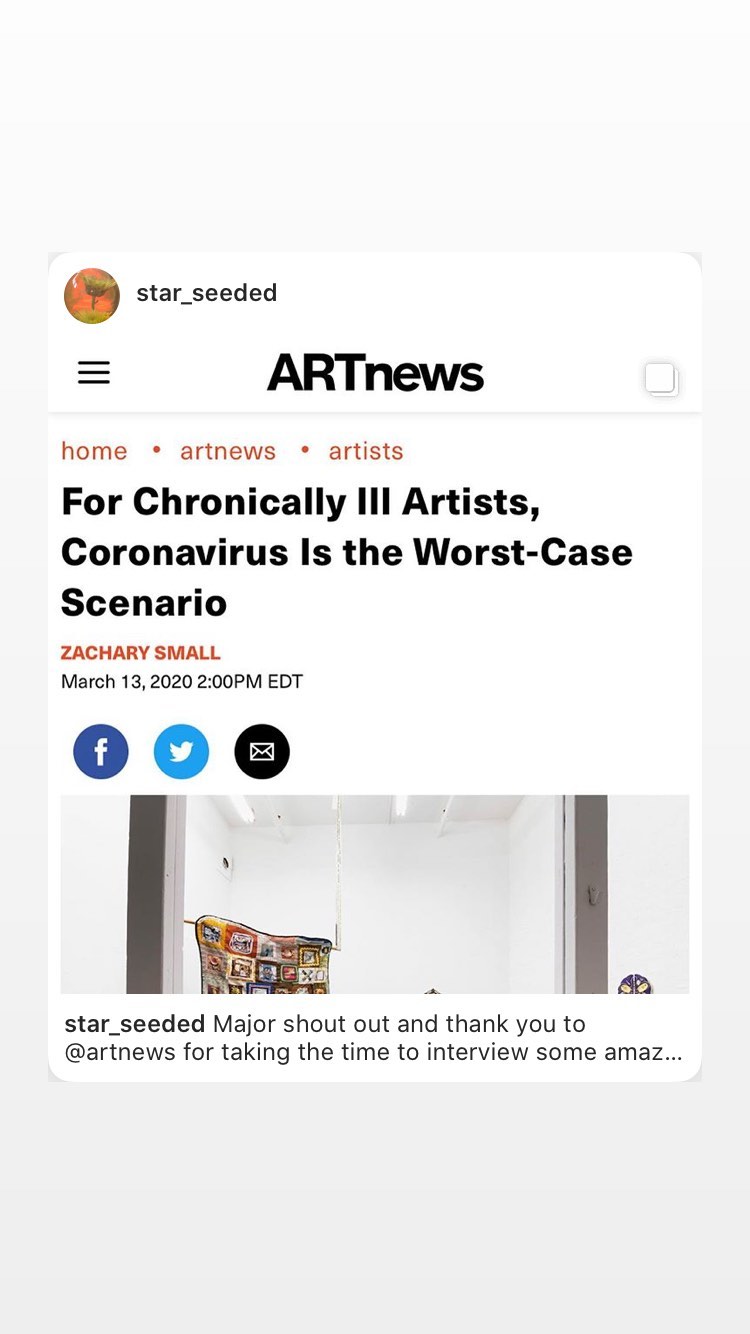 star_seeded
ARTnews
home • artnews • artists
For Chronically Ill Artists,
Coronavirus Is the Worst-Case
Scenario
ZACHARY SMALL
March 13, 2020 2:00PM EDT
star_seeded Major shout out and thank you to
@artnews for taking the time to interview some amaz...